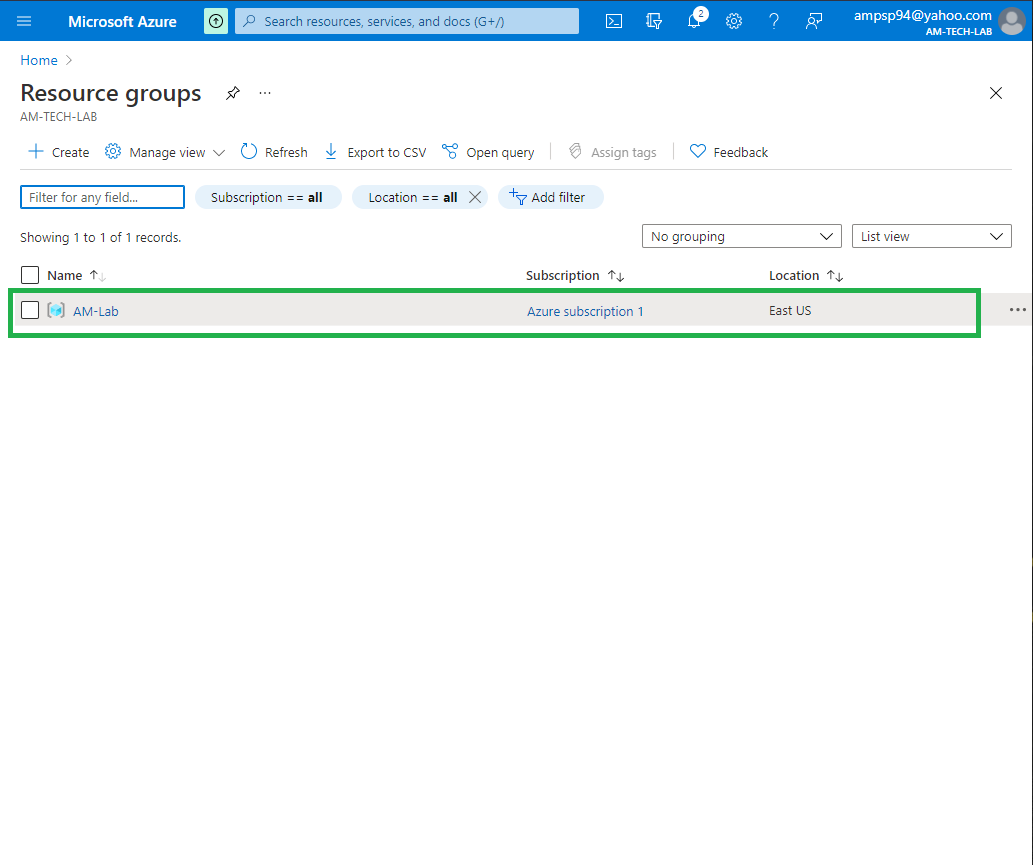 Microsoft Azure Search resources, services, and docs (G+/) 2 ampsp94@yahoo.com
AM-TECH-LAB
Home
Resource groups ...
AM-TECH-LAB
Create Manage view Refresh Export to CSV Open query Assign tags Feedback
Filter for any field... Subscription == all Location == all Add filter
Showing 1 to 1 of 1 records. No grouping List view
Name Subscription Location
AM-Lab Azure subscription 1 East US ...